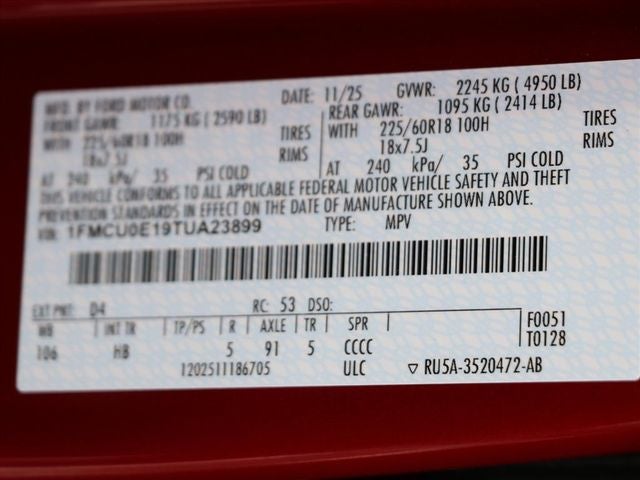 MFD. BY FORD MOTOR CO. DATE: 11/25 GVWR: 2245 KG ( 4950 LB)
FRONT GAWR: 1175 KG ( 2590 LB) REAR GAWR: 1095 KG ( 2414 LB)
WITH 225/60R18 100H TIRES WITH 225/60R18 100H TIRES
18x7.5J RIMS 18x7.5J RIMS
AT 240 kPa/ 35 PSI COLD AT 240 kPa/ 35 PSI COLD
THIS VEHICLE CONFORMS TO ALL APPLICABLE FEDERAL MOTOR VEHICLE SAFETY AND THEFT
PREVENTION STANDARDS IN EFFECT ON THE DATE OF MANUFACTURE SHOWN ABOVE.
VIN: 1FMCU0E19TUA23899 TYPE: MPV
EXT PNT: D4 RC: 53 DSO:
WB INT TR TP/PS R AXLE TR SPR F0051
106 HB 5 91 5 CCCC T0128
1202511186705 ULC ▽ RU5A-3520472-AB